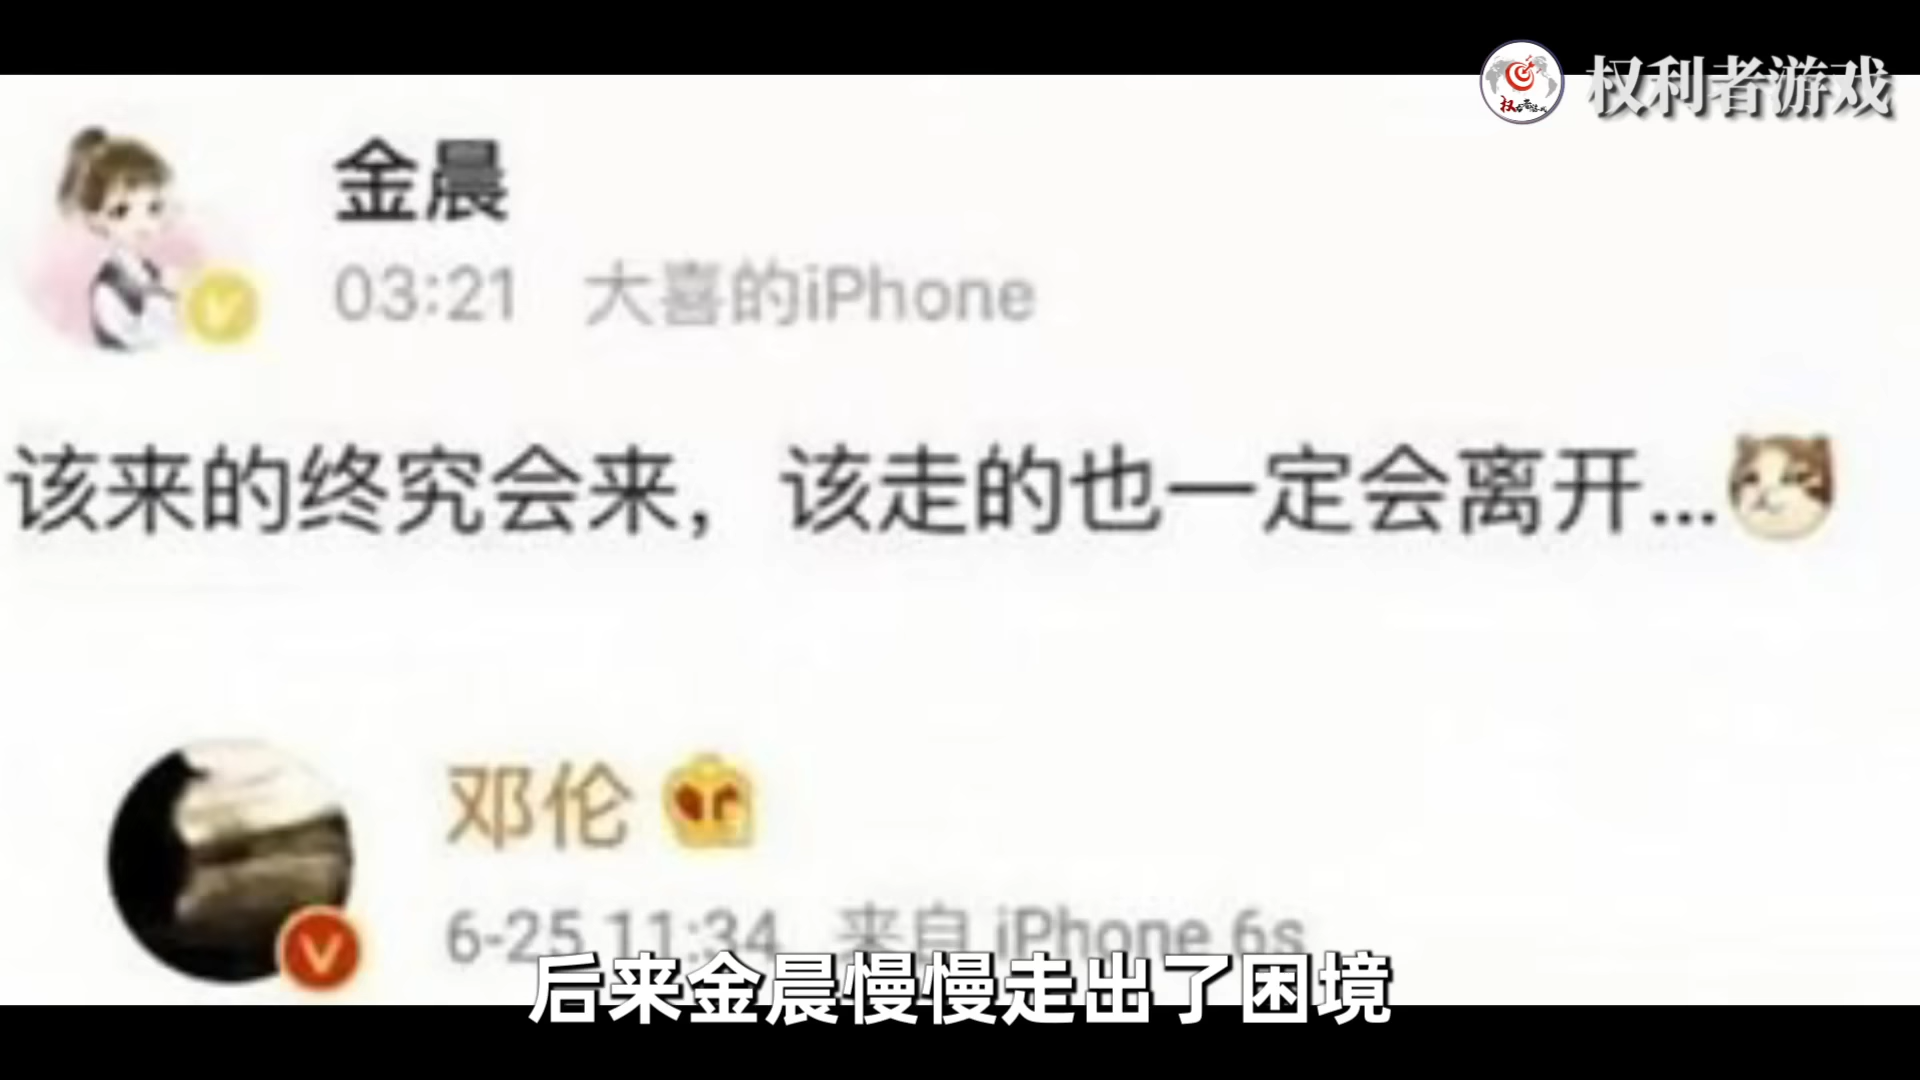 权利者游戏
金晨
03:21 大喜的iPhone
该来的终究会来，该走的也一定会离开...
邓伦
6-25 11:34 来自 iPhone 6s
后来金晨慢慢走出了困境